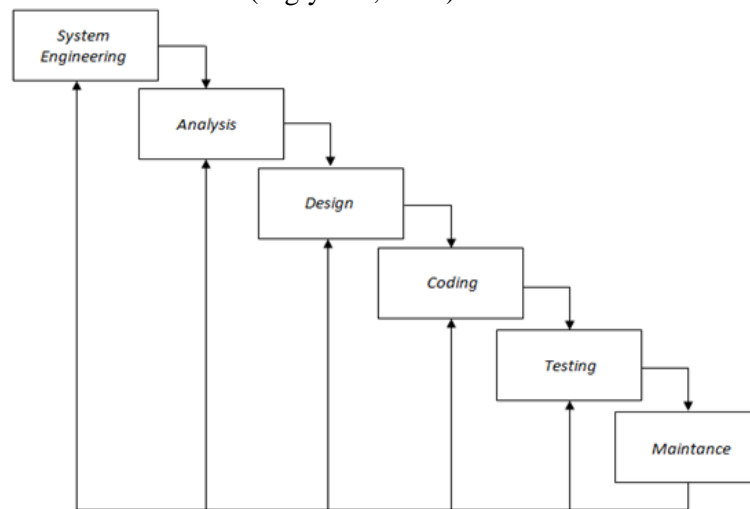 System
Engineering
Analysis
Design
Coding
Testing
Maintance